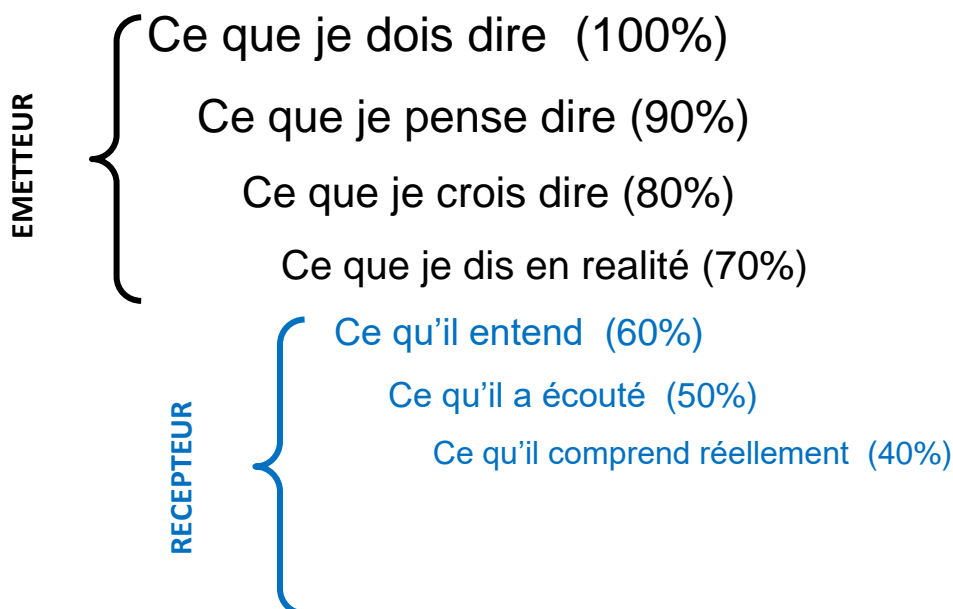 EMETTEUR
Ce que je dois dire (100%)
Ce que je pense dire (90%)
Ce que je crois dire (80%)
Ce que je dis en realité (70%)
RECEPTEUR
Ce qu’il entend (60%)
Ce qu’il a écouté (50%)
Ce qu’il comprend réellement (40%)